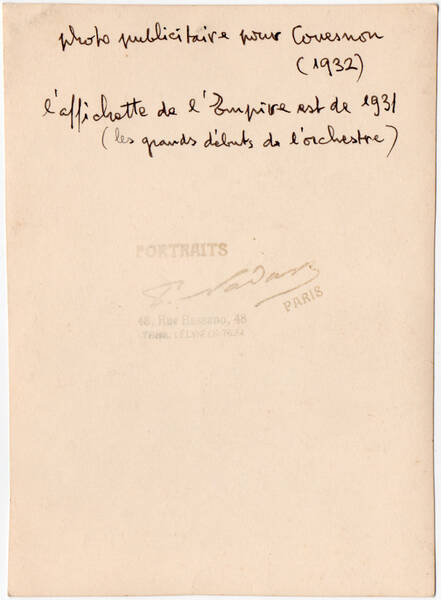 photo publicitaire pour Couesnon
(1932)
l'affichette de l'Empire est de 1931
(les grands débuts de l'orchestre)
PORTRAITS
Nadar
PARIS
48, Rue Bassano, 48